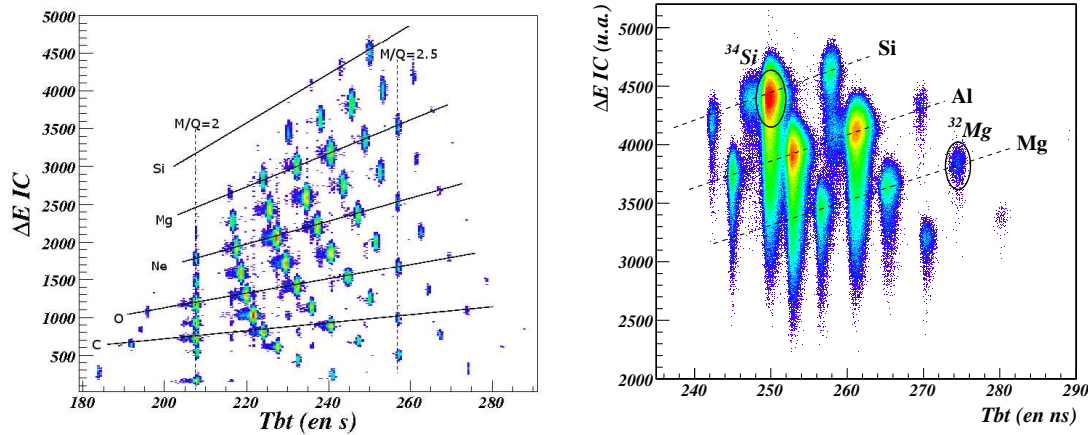 ΔE IC
5000
4500
4000
3500
3000
2500
2000
1500
1000
500
M/Q=2
M/Q=2.5
Si
Mg
Ne
O
C
180
200
220
240
260
280
Tbt (en s)
ΔE IC (u.a.)
5000
4500
4000
3500
3000
2500
2000
34Si
Si
Al
32Mg
Mg
240
250
260
270
280
290
Tbt (en ns)